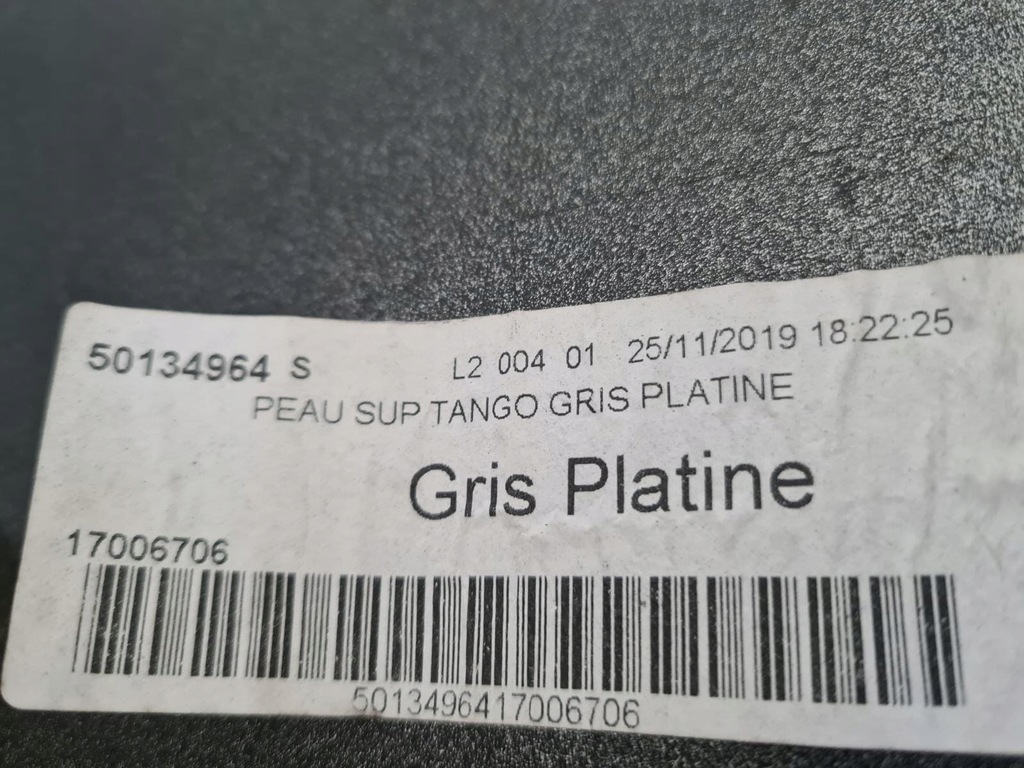 50134964 S L2 004 01 25/11/2019 18:22:25
PEAU SUP TANGO GRIS PLATINE
Gris Platine
17006706
5013496417006706